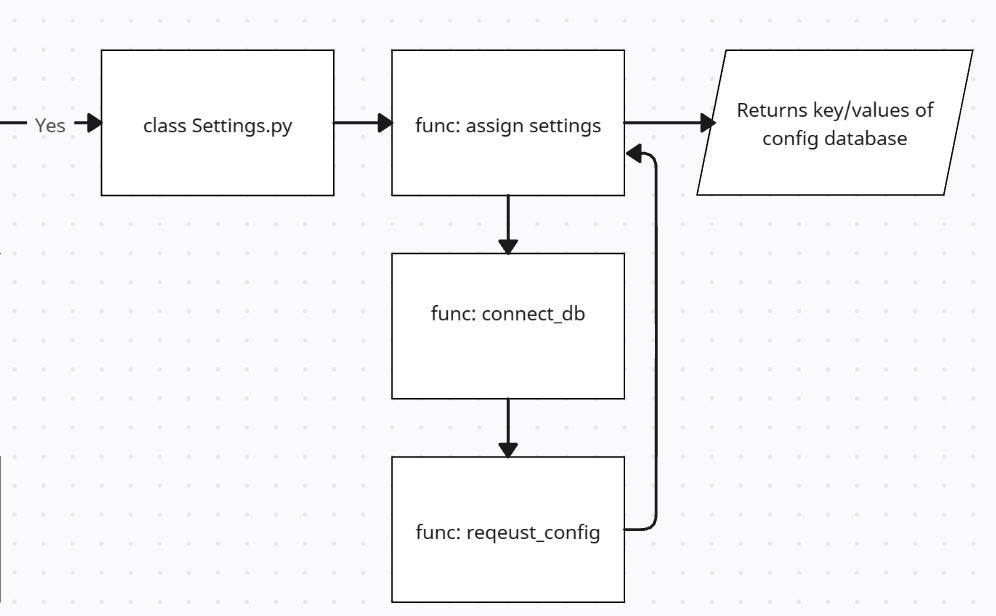 Yes
class Settings.py
func: assign settings
Returns key/values of
config database
func: connect_db
func: reqeust_config